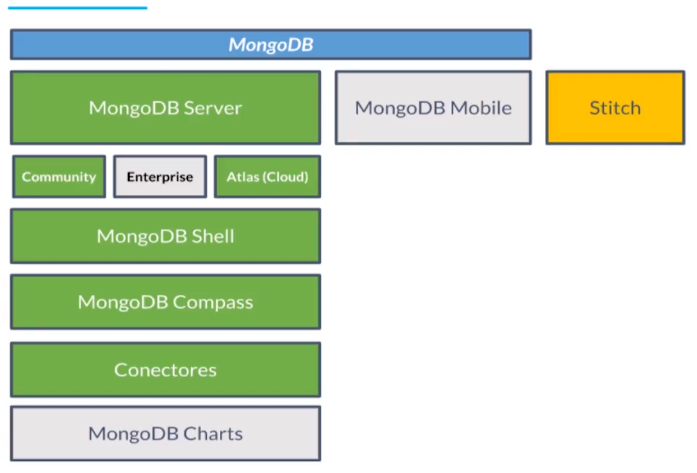 MongoDB
MongoDB Server
MongoDB Mobile
Stitch
Community
Enterprise
Atlas (Cloud)
MongoDB Shell
MongoDB Compass
Conectores
MongoDB Charts